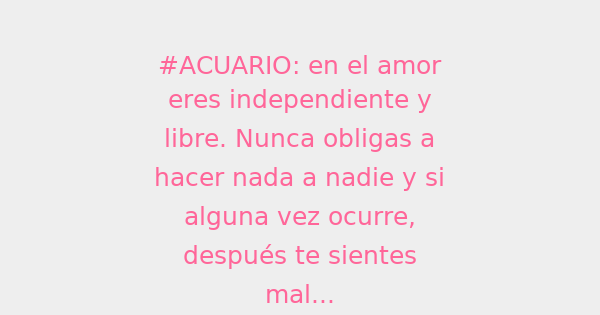 #ACUARIO: en el amor
eres independiente y
libre. Nunca obligas a
hacer nada a nadie y si
alguna vez ocurre,
después te sientes
mal...